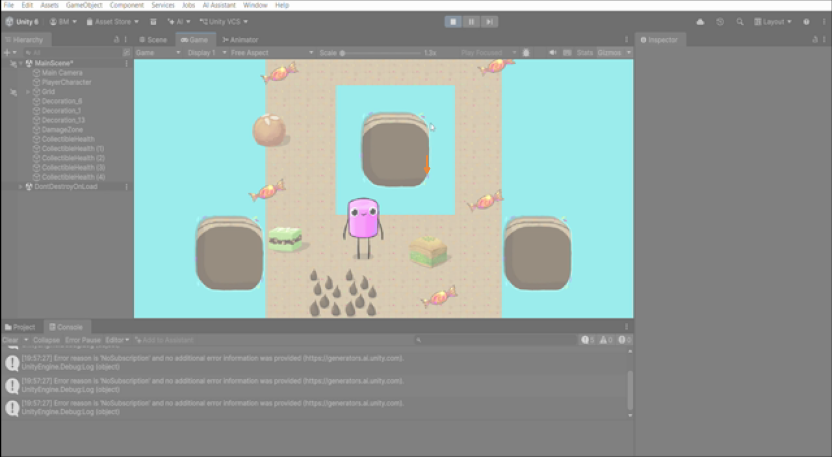 File Edit Assets GameObject Component Services Jobs AI Assistant Window Help
Unity 6 BM Asset Store AI Unity VCS Layout
Hierarchy Scene Game Animator Inspector
All Game Display 1 Free Aspect Scale 1.5x Play Focused Stats Gizmos
MainScene*
Main Camera
PlayerCharacter
Grid
Decoration_8
Decoration_1
Decoration_13
DamageZone
CollectibleHealth
CollectibleHealth (1)
CollectibleHealth (2)
CollectibleHealth (3)
CollectibleHealth (4)
DontDestroyOnLoad
Project Console
Clear Collapse Error Pause Editor Add to Assistant
[19:57:27] Error reason is 'NoSubscription' and no additional error information was provided (https://generators.ai.unity.com).
UnityEngine.Debug:Log (object)
[19:57:27] Error reason is 'NoSubscription' and no additional error information was provided (https://generators.ai.unity.com).
UnityEngine.Debug:Log (object)
[19:57:27] Error reason is 'NoSubscription' and no additional error information was provided (https://generators.ai.unity.com).
UnityEngine.Debug:Log (object)